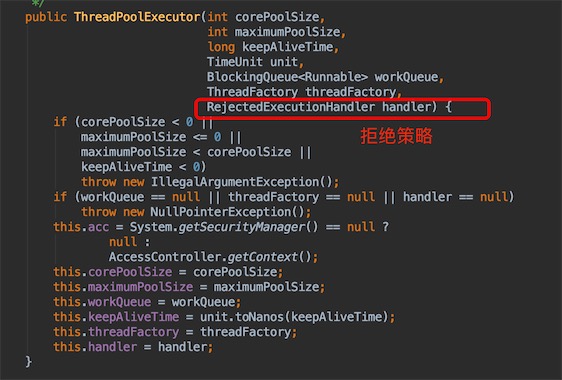 */
public ThreadPoolExecutor(int corePoolSize,
int maximumPoolSize,
long keepAliveTime,
TimeUnit unit,
BlockingQueue<Runnable> workQueue,
ThreadFactory threadFactory,
RejectedExecutionHandler handler) {
if (corePoolSize < 0 ||
拒绝策略
maximumPoolSize <= 0 ||
maximumPoolSize < corePoolSize ||
keepAliveTime < 0)
throw new IllegalArgumentException();
if (workQueue == null || threadFactory == null || handler == null)
throw new NullPointerException();
this.acc = System.getSecurityManager() == null ?
null :
AccessController.getContext();
this.corePoolSize = corePoolSize;
this.maximumPoolSize = maximumPoolSize;
this.workQueue = workQueue;
this.keepAliveTime = unit.toNanos(keepAliveTime);
this.threadFactory = threadFactory;
this.handler = handler;
}